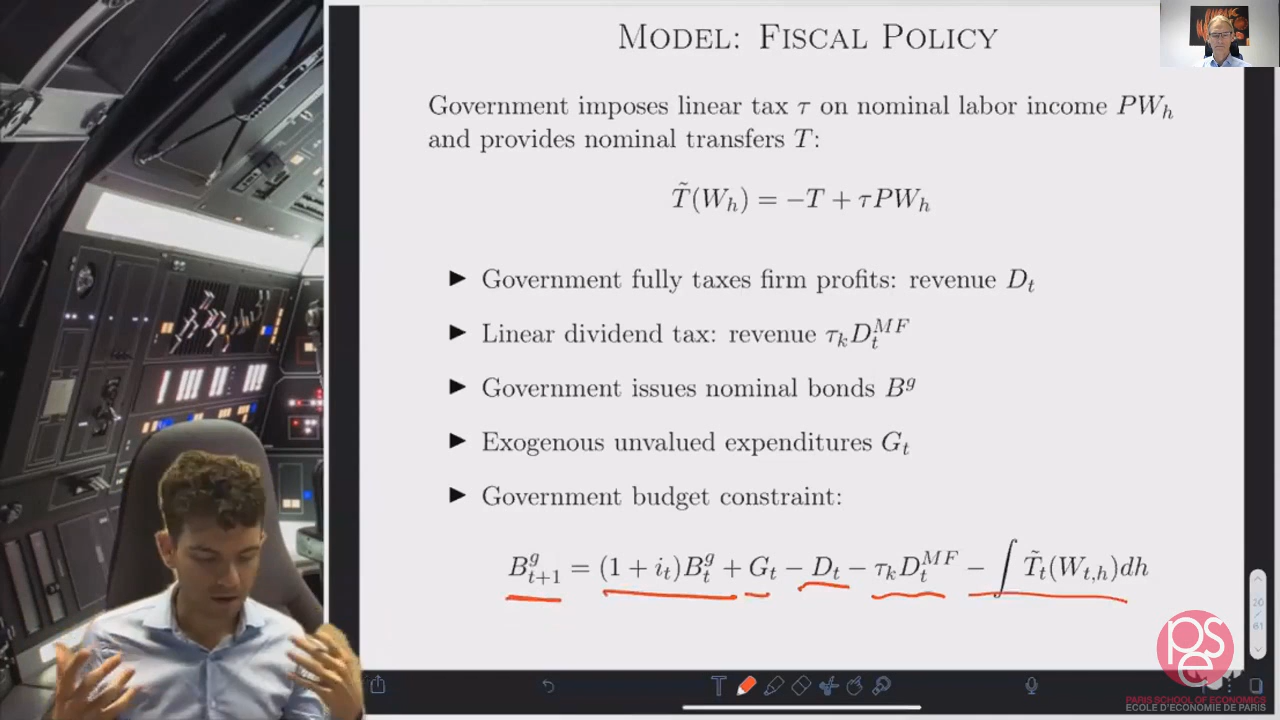 MODEL: FISCAL POLICY
Government imposes linear tax τ on nominal labor income PW_h
and provides nominal transfers T:
T̃(W_h) = −T + τPW_h
► Government fully taxes firm profits: revenue D_t
► Linear dividend tax: revenue τ_k D_t^{MF}
► Government issues nominal bonds B^g
► Exogenous unvalued expenditures G_t
► Government budget constraint:
B^g_{t+1} = (1 + i_t)B^g_t + G_t − D_t − τ_k D_t^{MF} − ∫ T̃_t(W_{t,h})dh
20
/
61
T
pse
PARIS SCHOOL OF ECONOMICS
ECOLE D'ECONOMIE DE PARIS